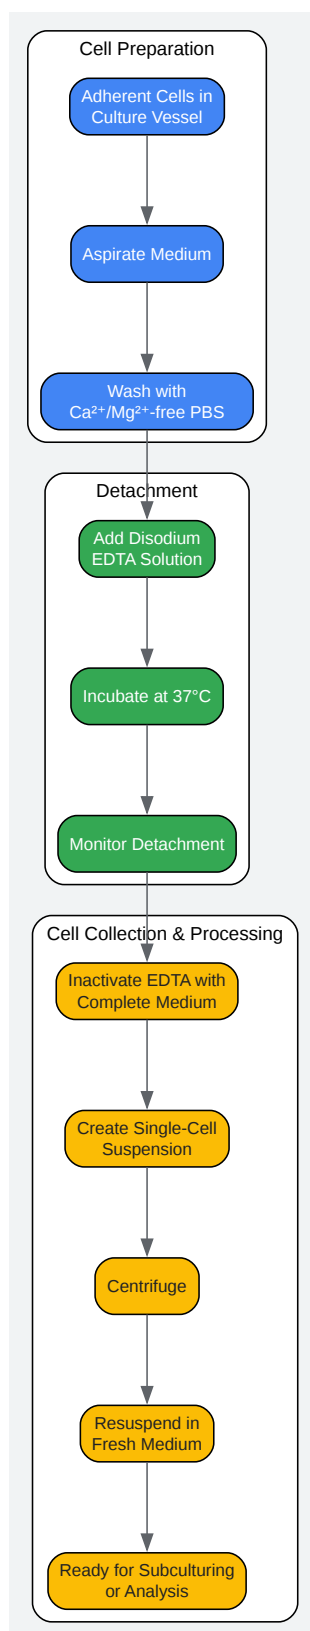 Cell Preparation
Adherent Cells in
Culture Vessel
Aspirate Medium
Wash with
Ca²⁺/Mg²⁺-free PBS
Detachment
Add Disodium
EDTA Solution
Incubate at 37°C
Monitor Detachment
Cell Collection & Processing
Inactivate EDTA with
Complete Medium
Create Single-Cell
Suspension
Centrifuge
Resuspend in
Fresh Medium
Ready for Subculturing
or Analysis